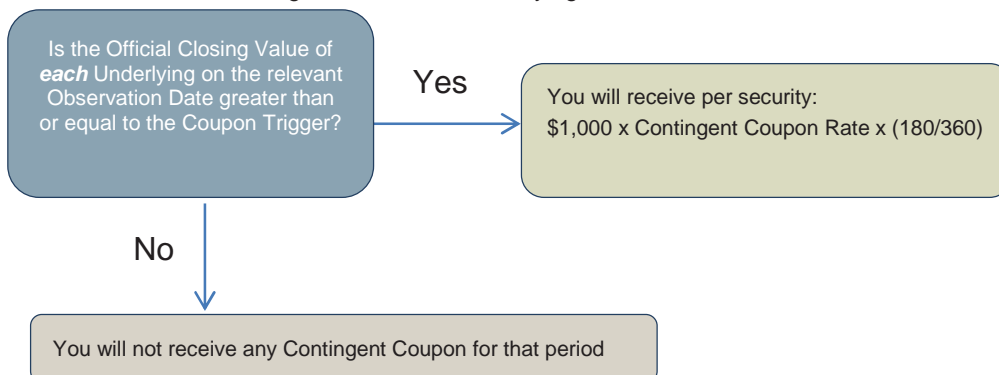 Is the Official Closing Value of
each Underlying on the relevant
Observation Date greater than
or equal to the Coupon Trigger?
Yes
You will receive per security:
$1,000 x Contingent Coupon Rate x (180/360)
No
You will not receive any Contingent Coupon for that period